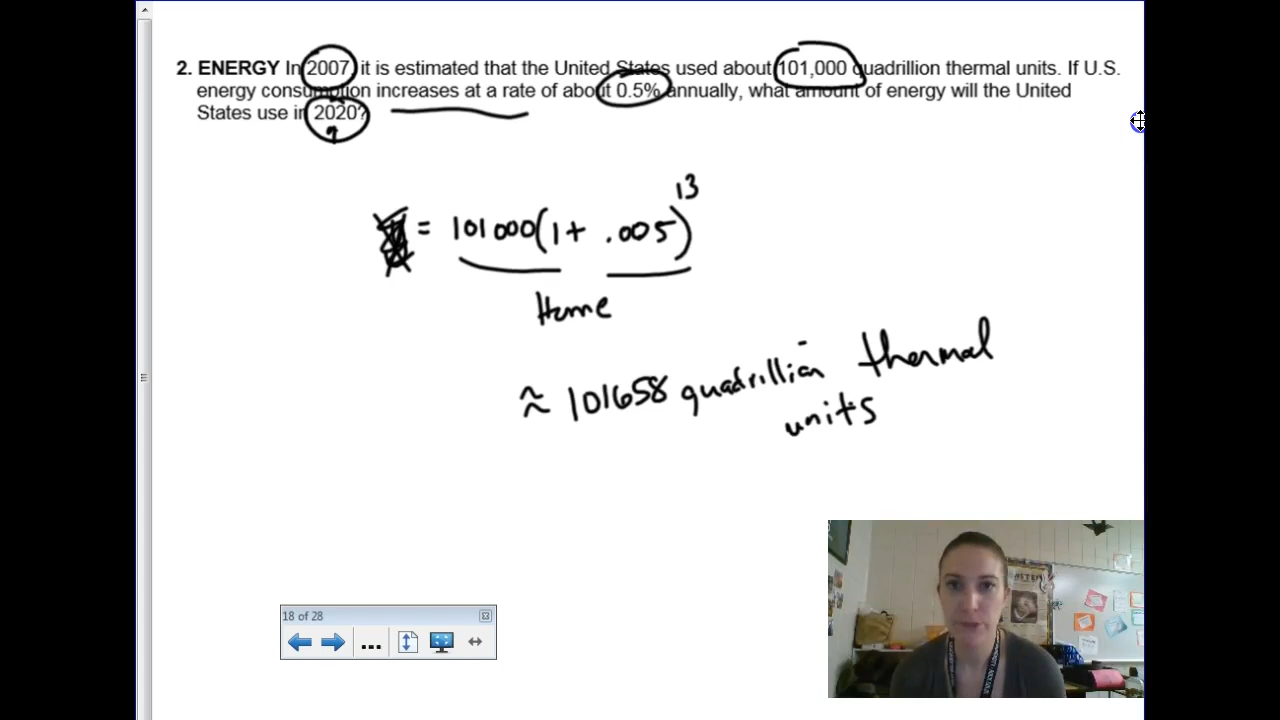 2. ENERGY In 2007, it is estimated that the United States used about 101,000 quadrillion thermal units. If U.S.
energy consumption increases at a rate of about 0.5% annually, what amount of energy will the United
States use in 2020?
= 101000(1 + .005)^13
Home
≈ 101658 quadrillion thermal
units
18 of 28
...